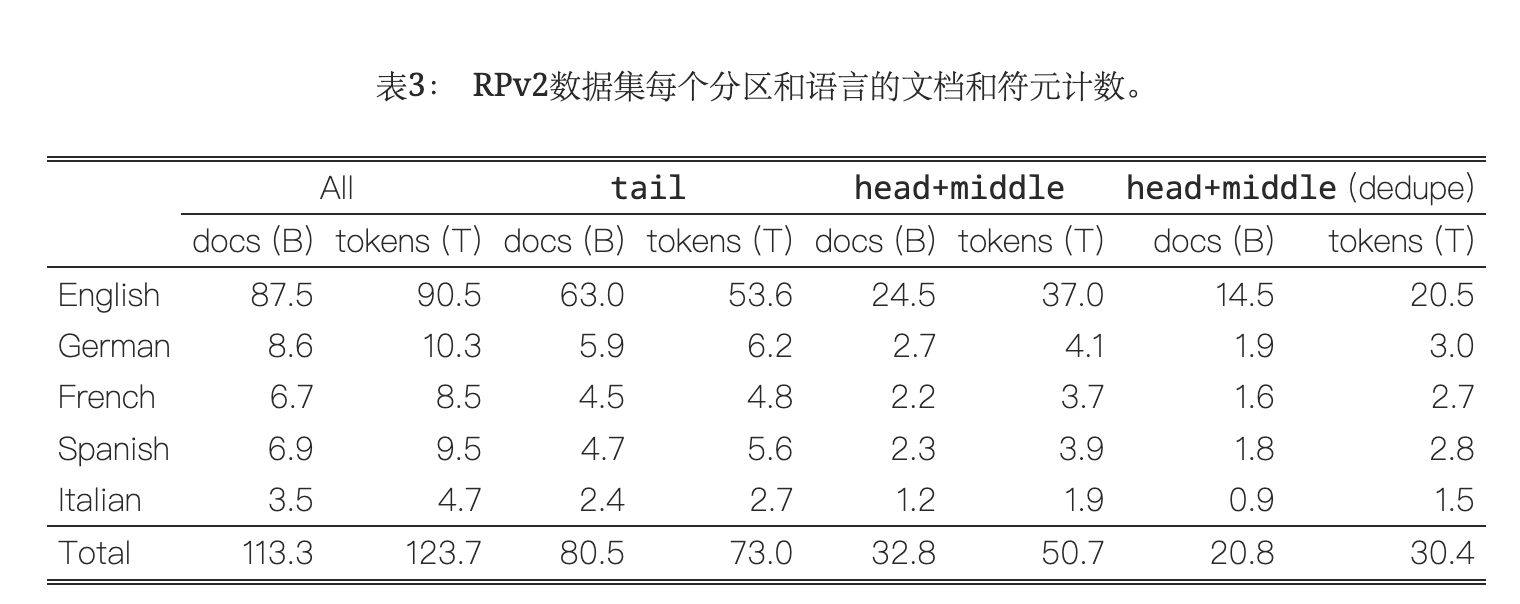 表3： RPv2数据集每个分区和语言的文档和符元计数。
All tail head+middle head+middle (dedupe)
docs (B) tokens (T) docs (B) tokens (T) docs (B) tokens (T) docs (B) tokens (T)
English 87.5 90.5 63.0 53.6 24.5 37.0 14.5 20.5
German 8.6 10.3 5.9 6.2 2.7 4.1 1.9 3.0
French 6.7 8.5 4.5 4.8 2.2 3.7 1.6 2.7
Spanish 6.9 9.5 4.7 5.6 2.3 3.9 1.8 2.8
Italian 3.5 4.7 2.4 2.7 1.2 1.9 0.9 1.5
Total 113.3 123.7 80.5 73.0 32.8 50.7 20.8 30.4